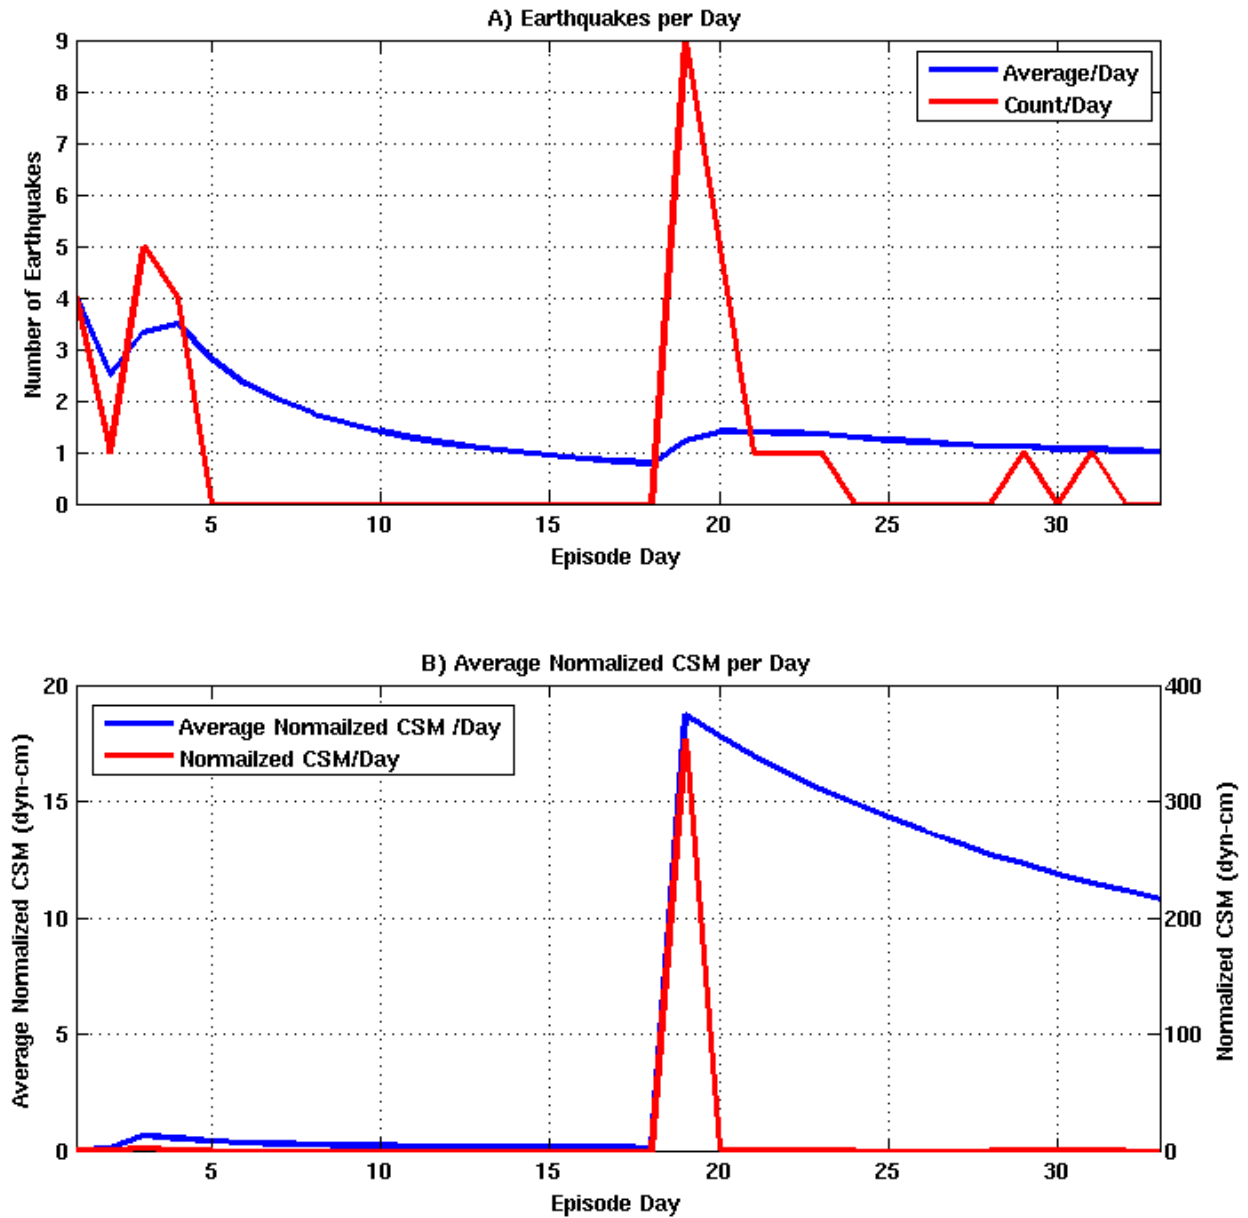 A) Earthquakes per Day
9
8
7
6
5
4
3
2
1
0
Number of Earthquakes
Average/Day
Count/Day
5 10 15 20 25 30
Episode Day
B) Average Normalized CSM per Day
20
15
10
5
0
Average Normalized CSM (dyn-cm)
Average Normailzed CSM /Day
Normailzed CSM/Day
400
300
200
100
0
Normalized CSM (dyn-cm)
5 10 15 20 25 30
Episode Day